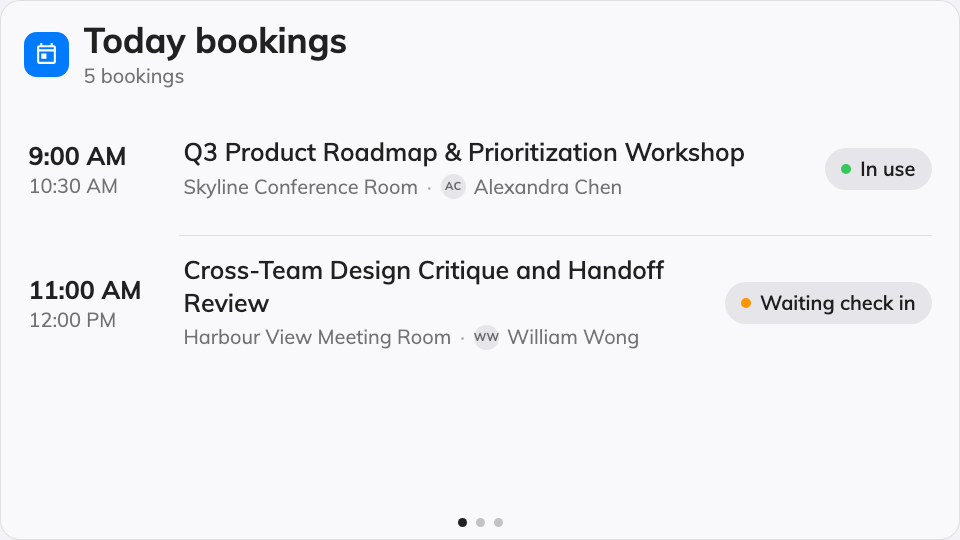 Today bookings
5 bookings
9:00 AM
10:30 AM
Q3 Product Roadmap & Prioritization Workshop
Skyline Conference Room · AC Alexandra Chen
In use
11:00 AM
12:00 PM
Cross-Team Design Critique and Handoff
Review
Harbour View Meeting Room · WW William Wong
Waiting check in